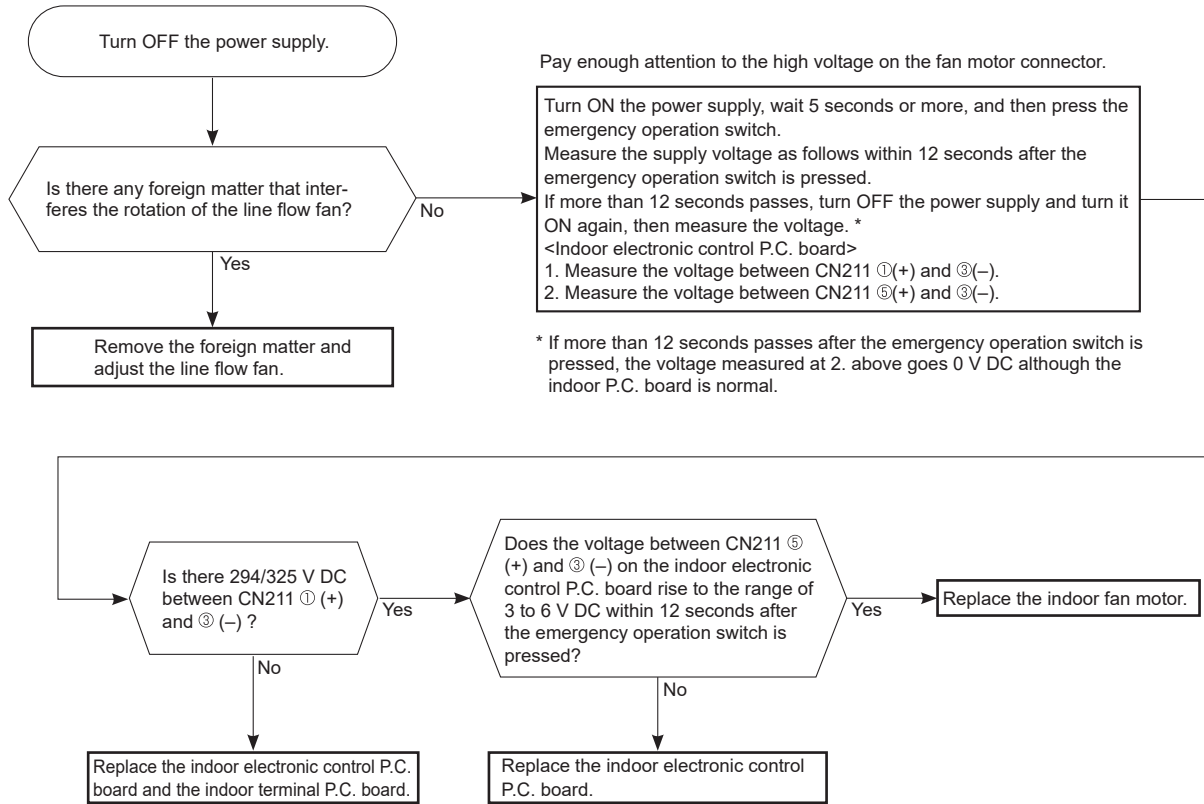 Turn OFF the power supply.
Is there any foreign matter that inter-
feres the rotation of the line flow fan?
No
Yes
Remove the foreign matter and
adjust the line flow fan.
Pay enough attention to the high voltage on the fan motor connector.
Turn ON the power supply, wait 5 seconds or more, and then press the
emergency operation switch.
Measure the supply voltage as follows within 12 seconds after the
emergency operation switch is pressed.
If more than 12 seconds passes, turn OFF the power supply and turn it
ON again, then measure the voltage. *
<Indoor electronic control P.C. board>
1. Measure the voltage between CN211 ①(+) and ③(–).
2. Measure the voltage between CN211 ⑤(+) and ③(–).
* If more than 12 seconds passes after the emergency operation switch is
pressed, the voltage measured at 2. above goes 0 V DC although the
indoor P.C. board is normal.
Is there 294/325 V DC
between CN211 ① (+)
and ③ (–) ?
Yes
No
Replace the indoor electronic control P.C.
board and the indoor terminal P.C. board.
Does the voltage between CN211 ⑤
(+) and ③ (–) on the indoor electronic
control P.C. board rise to the range of
3 to 6 V DC within 12 seconds after
the emergency operation switch is
pressed?
Yes
No
Replace the indoor electronic control
P.C. board.
Replace the indoor fan motor.